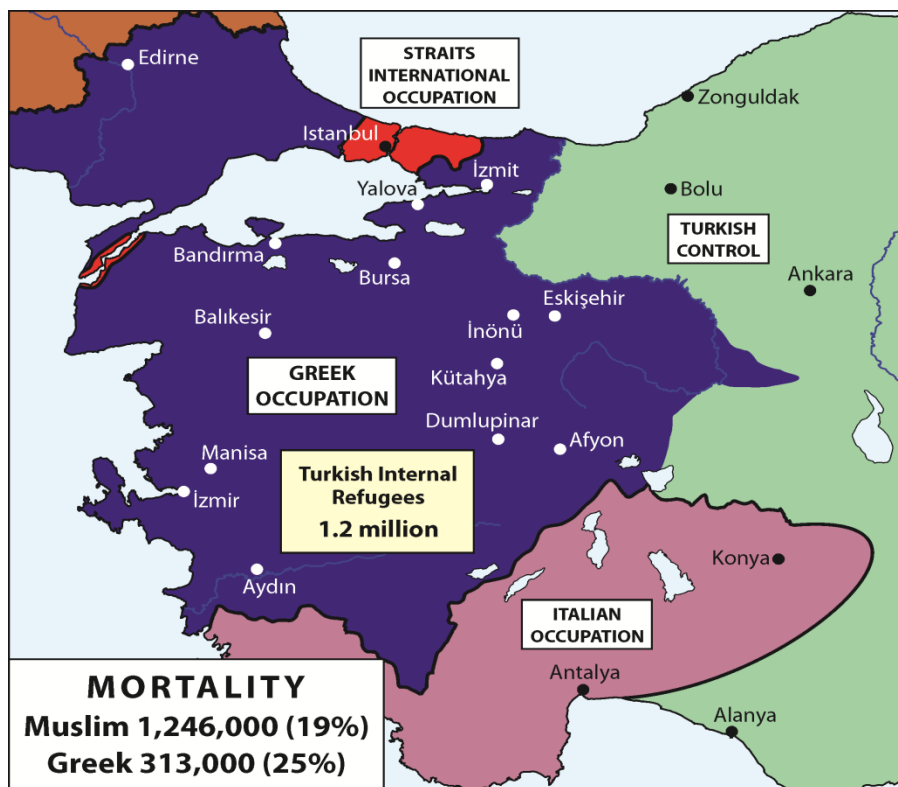 Edirne
STRAITS
INTERNATIONAL
OCCUPATION
Zonguldak
Istanbul
İzmit
Yalova
Bolu
TURKISH
CONTROL
Bandırma
Bursa
Ankara
Balıkesir
İnönü
Eskişehir
GREEK
OCCUPATION
Kütahya
Dumlupinar
Afyon
Manisa
İzmir
Turkish Internal
Refugees
1.2 million
Konya
Aydın
ITALIAN
OCCUPATION
Antalya
Alanya
MORTALITY
Muslim 1,246,000 (19%)
Greek 313,000 (25%)